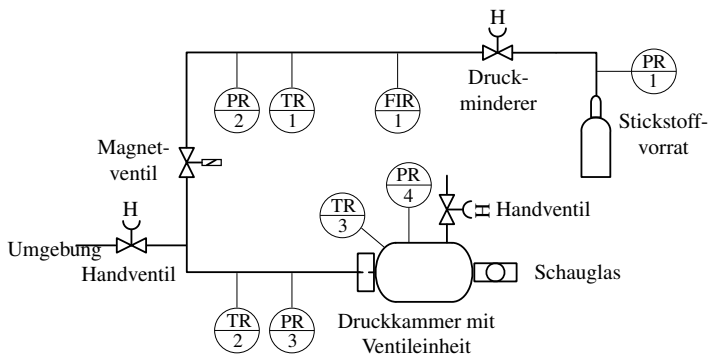 H
PR
1
PR
2
TR
1
FIR
1
Druck-
minderer
Stickstoff-
vorrat
Magnet-
ventil
PR
4
TR
3
H
Handventil
H
Umgebung
Handventil
Schauglas
TR
2
PR
3
Druckkammer mit
Ventileinheit